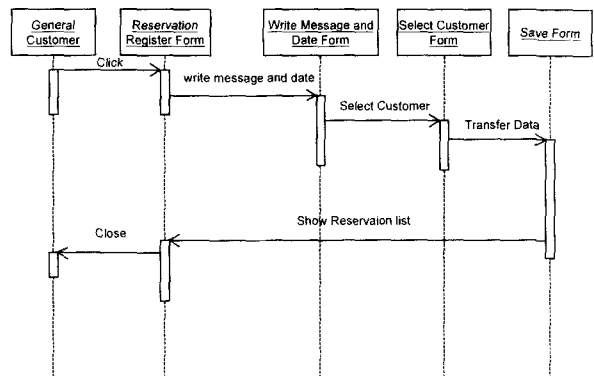 General
Customer
Reservation
Register Form
Write Message and
Date Form
Select Customer
Form
Save Form
Click
write message and date
Select Customer
Transfer Data
Show Reservaion list
Close